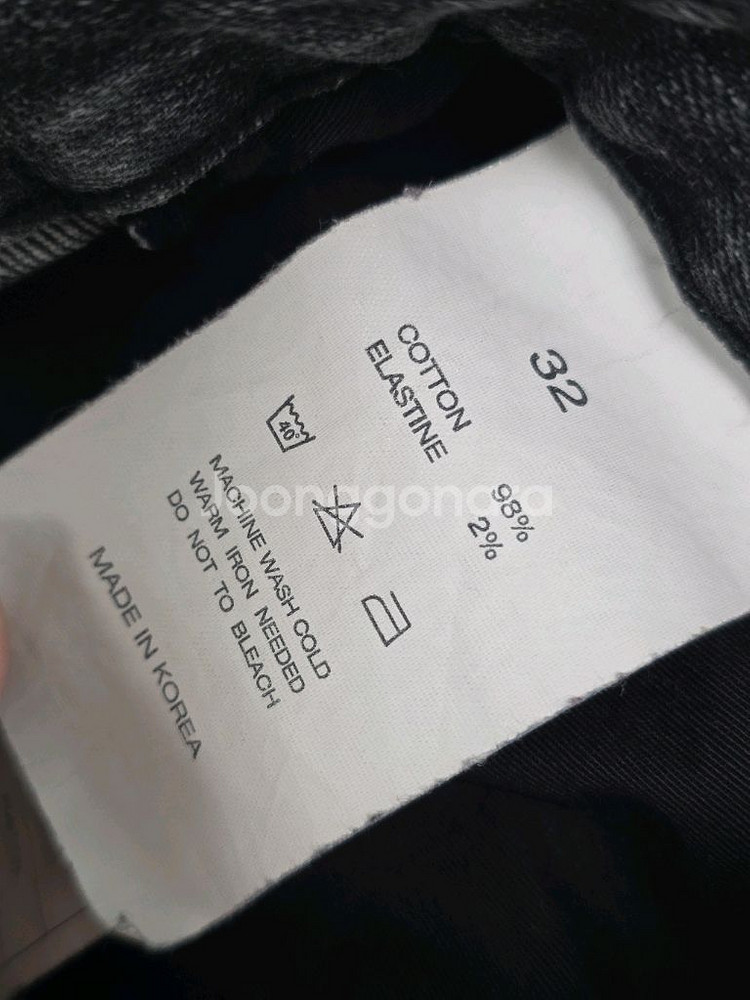 32
COTTON 98%
ELASTINE 2%
40°
MACHINE WASH COLD
WARM IRON NEEDED
DO NOT TO BLEACH
MADE IN KOREA